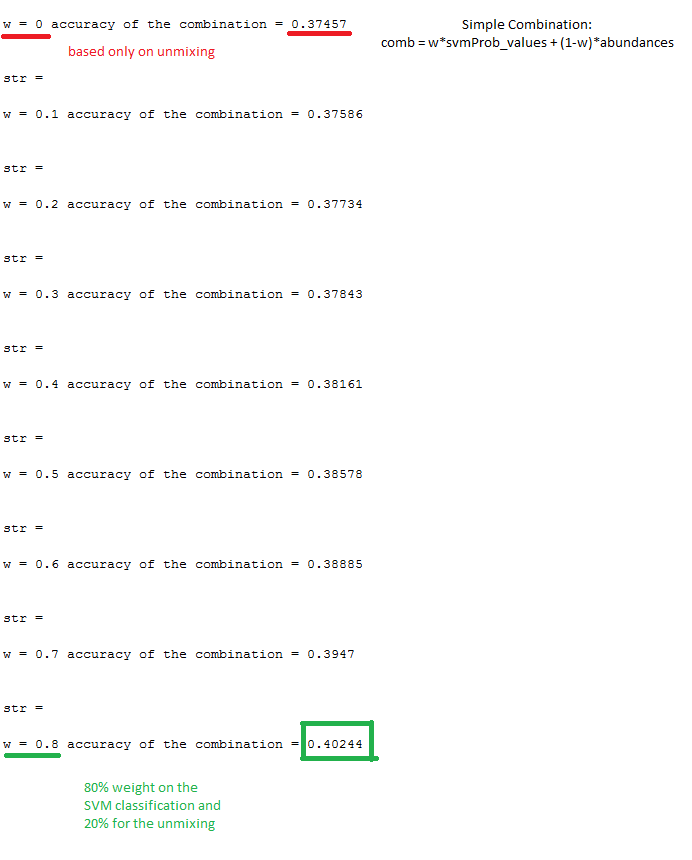 w = 0 accuracy of the combination = 0.37457
Simple Combination:
comb = w*svmProb_values + (1-w)*abundances
based only on unmixing
str =
w = 0.1 accuracy of the combination = 0.37586
str =
w = 0.2 accuracy of the combination = 0.37734
str =
w = 0.3 accuracy of the combination = 0.37843
str =
w = 0.4 accuracy of the combination = 0.38161
str =
w = 0.5 accuracy of the combination = 0.38578
str =
w = 0.6 accuracy of the combination = 0.38885
str =
w = 0.7 accuracy of the combination = 0.3947
str =
w = 0.8 accuracy of the combination = 0.40244
80% weight on the
SVM classification and
20% for the unmixing